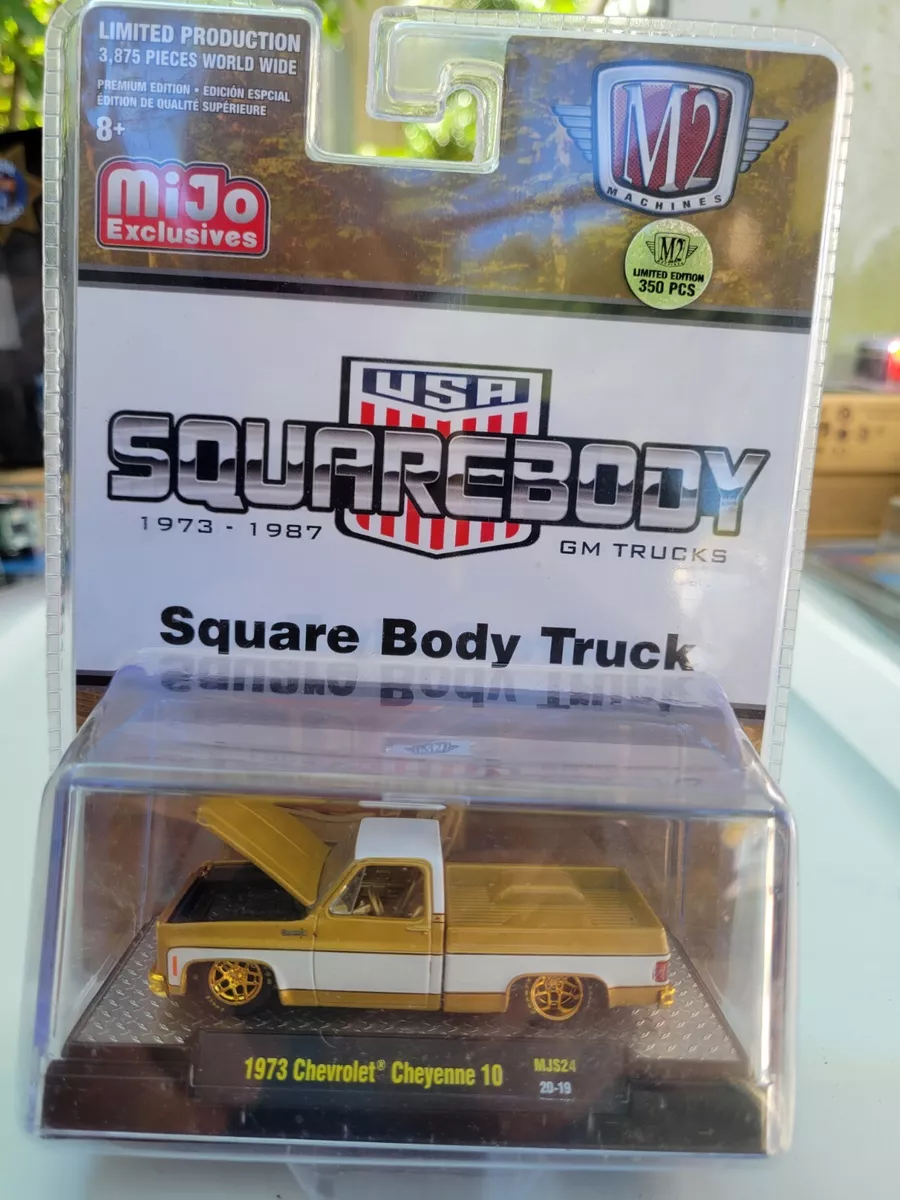 LIMITED PRODUCTION
3,875 PIECES WORLD WIDE
PREMIUM EDITION • EDICIÓN ESPCIAL
ÉDITION DE QUALITÉ SUPÉRIEURE
8+
MiJo
Exclusives
M2
MACHINES
M2
LIMITED EDITION
350 PCS
USA
SQUAREBODY
1973 - 1987
GM TRUCKS
Square Body Truck
1973 Chevrolet® Cheyenne 10
MJS24
20-19